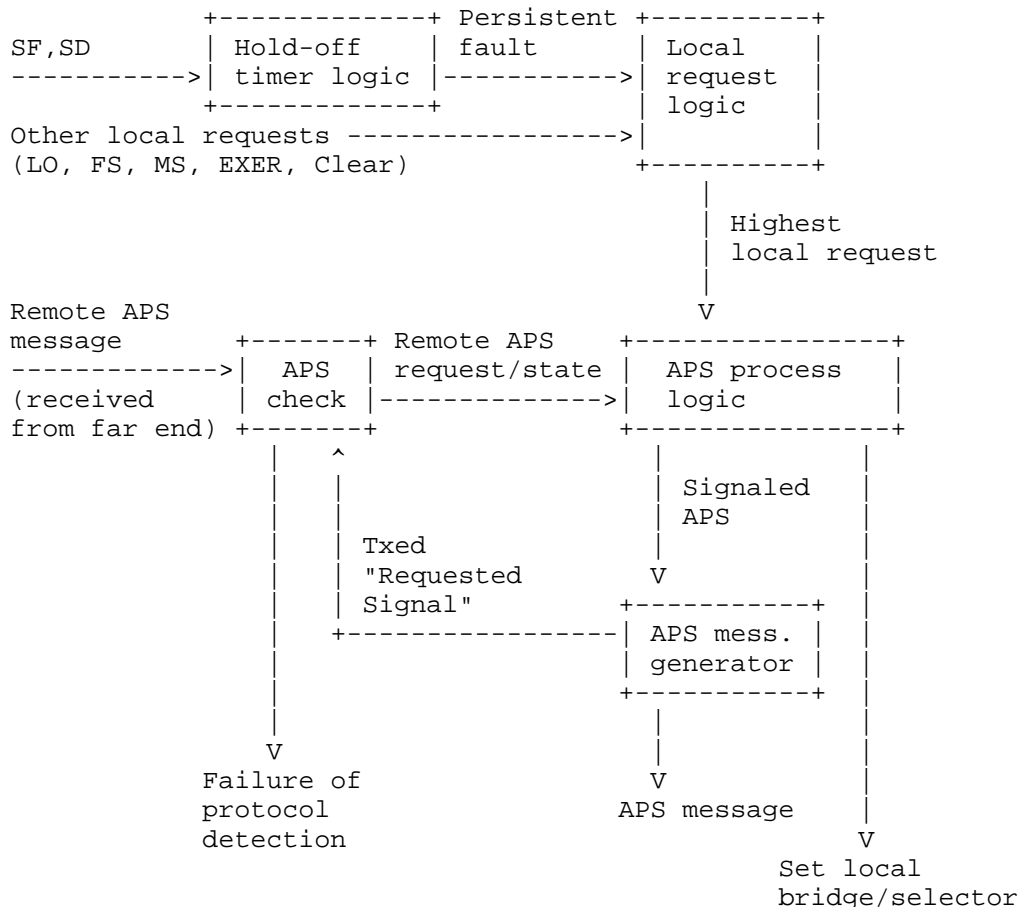 Persistent
SF,SD Hold-off fault Local
timer logic request
logic
Other local requests
(LO, FS, MS, EXER, Clear)
Highest
local request
Remote APS
message Remote APS
APS request/state APS process
(received check logic
from far end)
Signaled
APS
Txed
"Requested
Signal"
APS mess.
generator
Failure of
protocol APS message
detection
Set local
bridge/selector